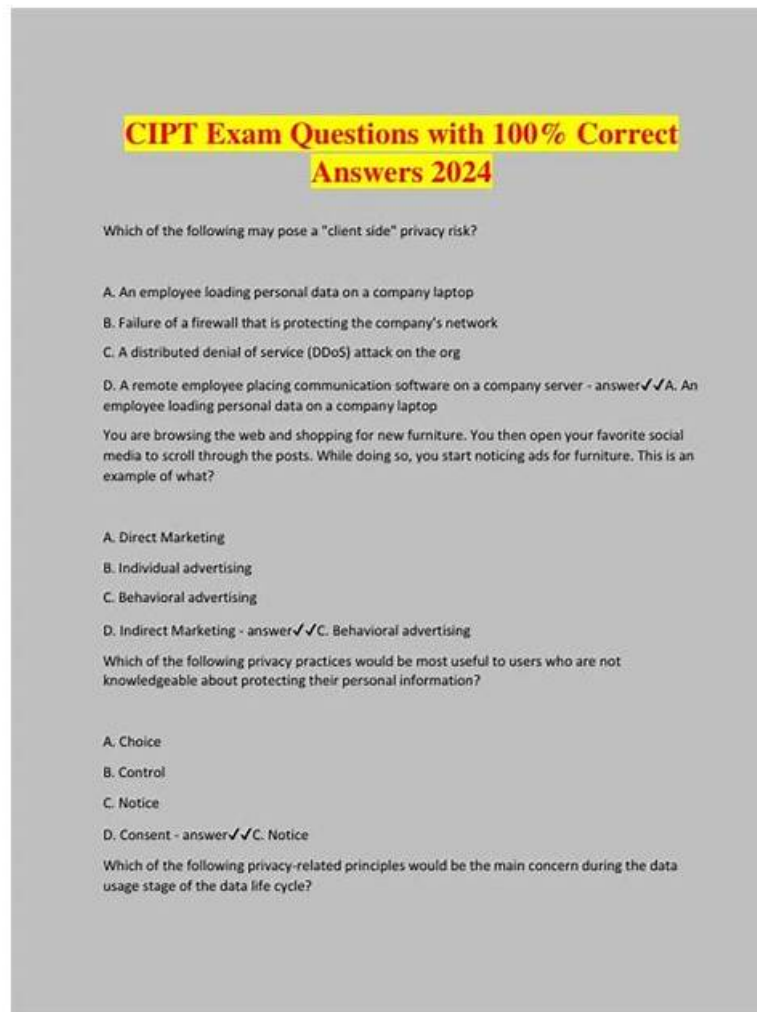 CIPT Exam Questions with 100% Correct
Answers 2024
Which of the following may pose a "client side" privacy risk?
A. An employee loading personal data on a company laptop
B. Failure of a firewall that is protecting the company's network
C. A distributed denial of service (DDoS) attack on the org
D. A remote employee placing communication software on a company server - answer✓✓A. An
employee loading personal data on a company laptop
You are browsing the web and shopping for new furniture. You then open your favorite social
media to scroll through the posts. While doing so, you start noticing ads for furniture. This is an
example of what?
A. Direct Marketing
B. Individual advertising
C. Behavioral advertising
D. Indirect Marketing - answer✓✓C. Behavioral advertising
Which of the following privacy practices would be most useful to users who are not
knowledgeable about protecting their personal information?
A. Choice
B. Control
C. Notice
D. Consent - answer✓✓C. Notice
Which of the following privacy-related principles would be the main concern during the data
usage stage of the data life cycle?